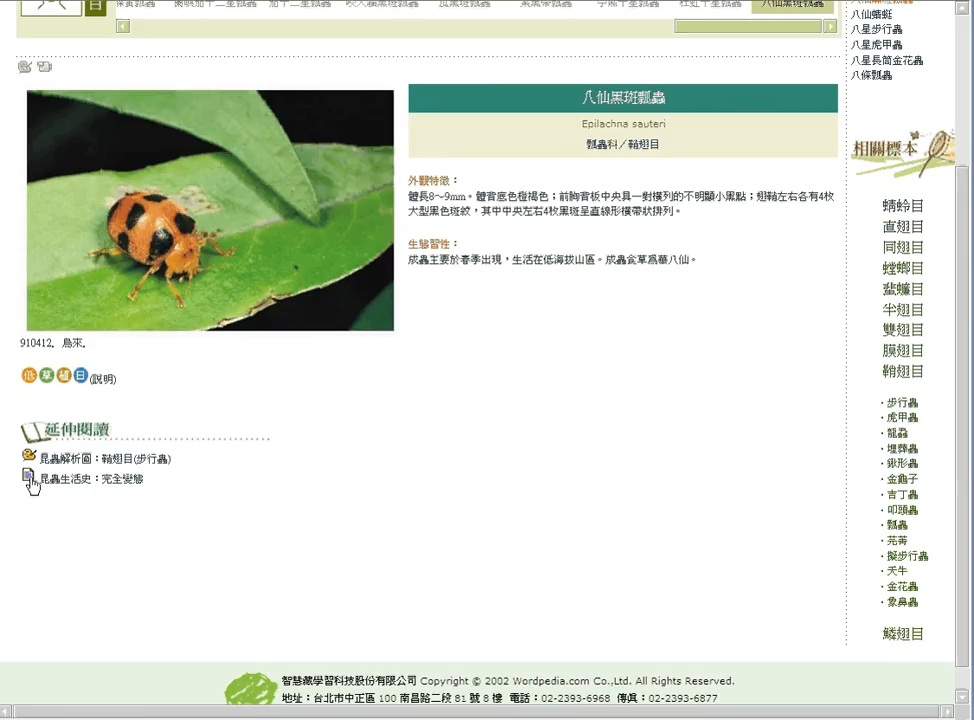 八仙黑斑瓢蟲
八仙蠐蜓
八星步行蟲
八星虎甲蟲
八星長筒金花蟲
八條瓢蟲
八仙黑斑瓢蟲
Epilachna sauteri
瓢蟲科／鞘翅目
外觀特徵：
體長8～9mm。體背底色橙褐色；前胸背板中央具一對橫列的不明顯小黑點；翅鞘左右各有4枚
大型黑色斑紋，其中中央左右4枚黑斑呈直線形橫帶狀排列。
生態習性：
成蟲主要於春季出現，生活在低海拔山區。成蟲食草爲華八仙。
910412．烏來．
低 草 植 日 (說明)
延伸閱讀
昆蟲解析圖：鞘翅目(步行蟲)
昆蟲生活史：完全變態
相關標本
蜻蛉目
直翅目
同翅目
螳螂目
蜚蠊目
半翅目
雙翅目
膜翅目
鞘翅目
・步行蟲
・虎甲蟲
・龍蝨
・埋葬蟲
・鍬形蟲
・金龜子
・吉丁蟲
・叩頭蟲
・瓢蟲
・芫菁
・擬步行蟲
・天牛
・金花蟲
・象鼻蟲
鱗翅目
智慧藏學習科技股份有限公司 Copyright © 2002 Wordpedia.com Co.,Ltd. All Rights Reserved.
地址：台北市中正區 100 南昌路二段 81 號 8 樓 電話：02-2393-6968 傳眞：02-2393-6877